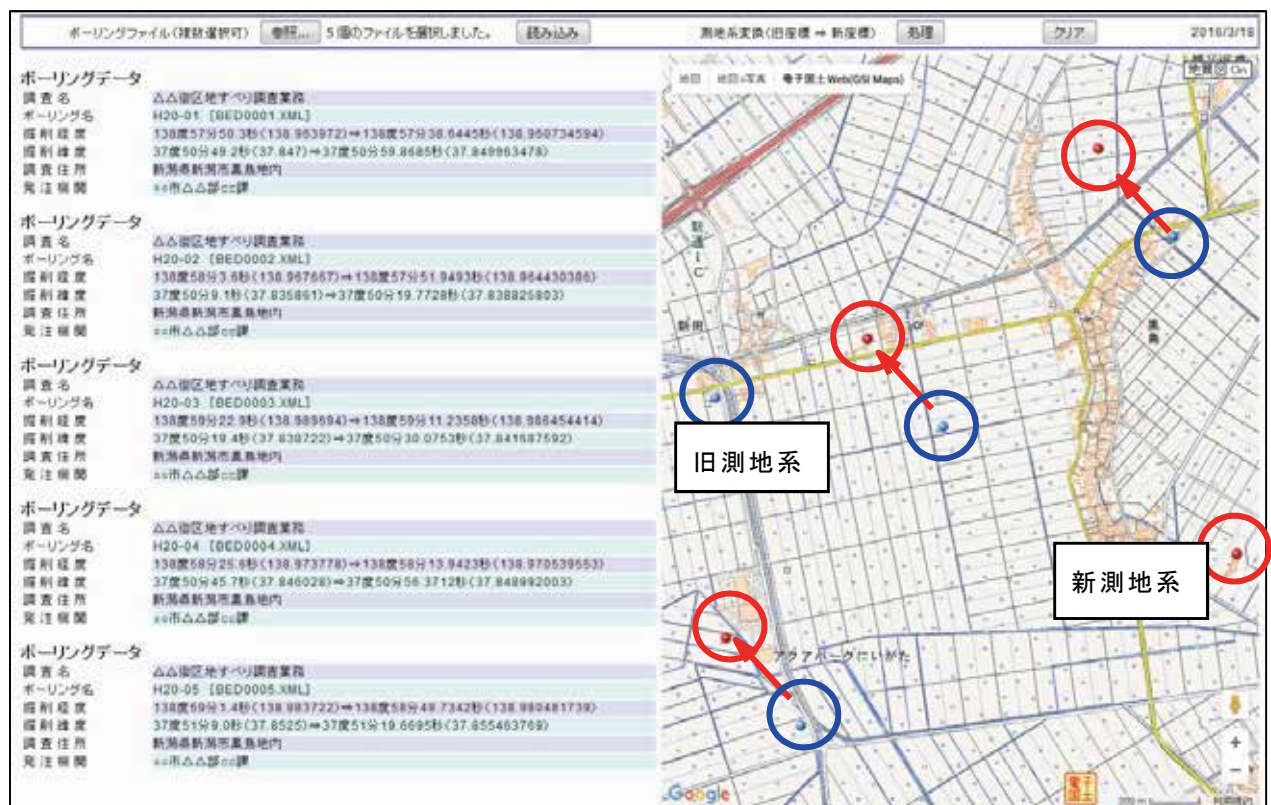 ボーリングファイル(複数選択可) 参照... 5 個のファイルを選択しました。 読み込み 測地系変換(旧座標 ⇒ 新座標) 処理 クリア 2016/3/18
ボーリングデータ
調査名 △△街区地すべり調査業務
ボーリング名 H20-01 [BED0001.XML]
掘削経度 138度57分50.3秒(138.963972)⇒138度57分38.6445秒(138.960734594)
掘削緯度 37度50分49.2秒(37.847)⇒37度50分59.8685秒(37.849963478)
調査住所 新潟県新潟市黒鳥地内
発注機関 ○○市△△部○○課
ボーリングデータ
調査名 △△街区地すべり調査業務
ボーリング名 H20-02 [BED0002.XML]
掘削経度 138度58分3.6秒(138.967667)⇒138度57分51.9493秒(138.964430386)
掘削緯度 37度50分9.1秒(37.835861)⇒37度50分19.7728秒(37.838825803)
調査住所 新潟県新潟市黒鳥地内
発注機関 ○○市△△部○○課
ボーリングデータ
調査名 △△街区地すべり調査業務
ボーリング名 H20-03 [BED0003.XML]
掘削経度 138度59分22.9秒(138.989694)⇒138度59分11.2358秒(138.986454414)
掘削緯度 37度50分19.4秒(37.838722)⇒37度50分30.0753秒(37.841687592)
調査住所 新潟県新潟市黒鳥地内
発注機関 ○○市△△部○○課
ボーリングデータ
調査名 △△街区地すべり調査業務
ボーリング名 H20-04 [BED0004.XML]
掘削経度 138度58分25.6秒(138.973778)⇒138度58分13.9423秒(138.970539553)
掘削緯度 37度50分45.7秒(37.846028)⇒37度50分56.3712秒(37.848992003)
調査住所 新潟県新潟市黒鳥地内
発注機関 ○○市△△部○○課
ボーリングデータ
調査名 △△街区地すべり調査業務
ボーリング名 H20-05 [BED0005.XML]
掘削経度 138度59分1.4秒(138.983722)⇒138度58分49.7342秒(138.980481739)
掘削緯度 37度51分9.0秒(37.8525)⇒37度51分19.6695秒(37.855463769)
調査住所 新潟県新潟市黒鳥地内
発注機関 ○○市△△部○○課
地図 地図+写真 電子国土Web(GSI Maps)
地質 On
新通IC
新田
黒鳥
旧測地系
新測地系
アクアパークにいがた
+
−
Google
電子国土